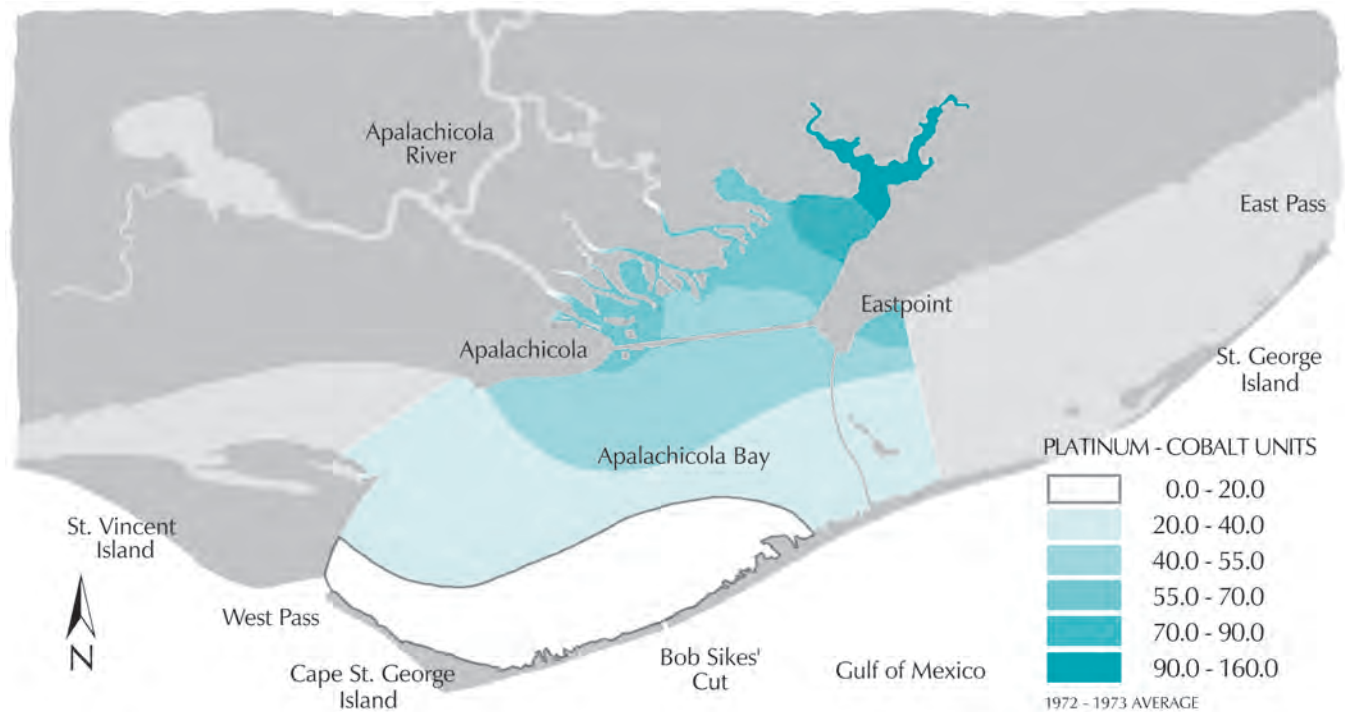 Apalachicola
River
East Pass
Eastpoint
Apalachicola
St. George
Island
Apalachicola Bay
PLATINUM - COBALT UNITS
0.0 - 20.0
20.0 - 40.0
40.0 - 55.0
55.0 - 70.0
70.0 - 90.0
90.0 - 160.0
1972 - 1973 AVERAGE
St. Vincent
Island
West Pass
N
Cape St. George
Island
Bob Sikes'
Cut
Gulf of Mexico